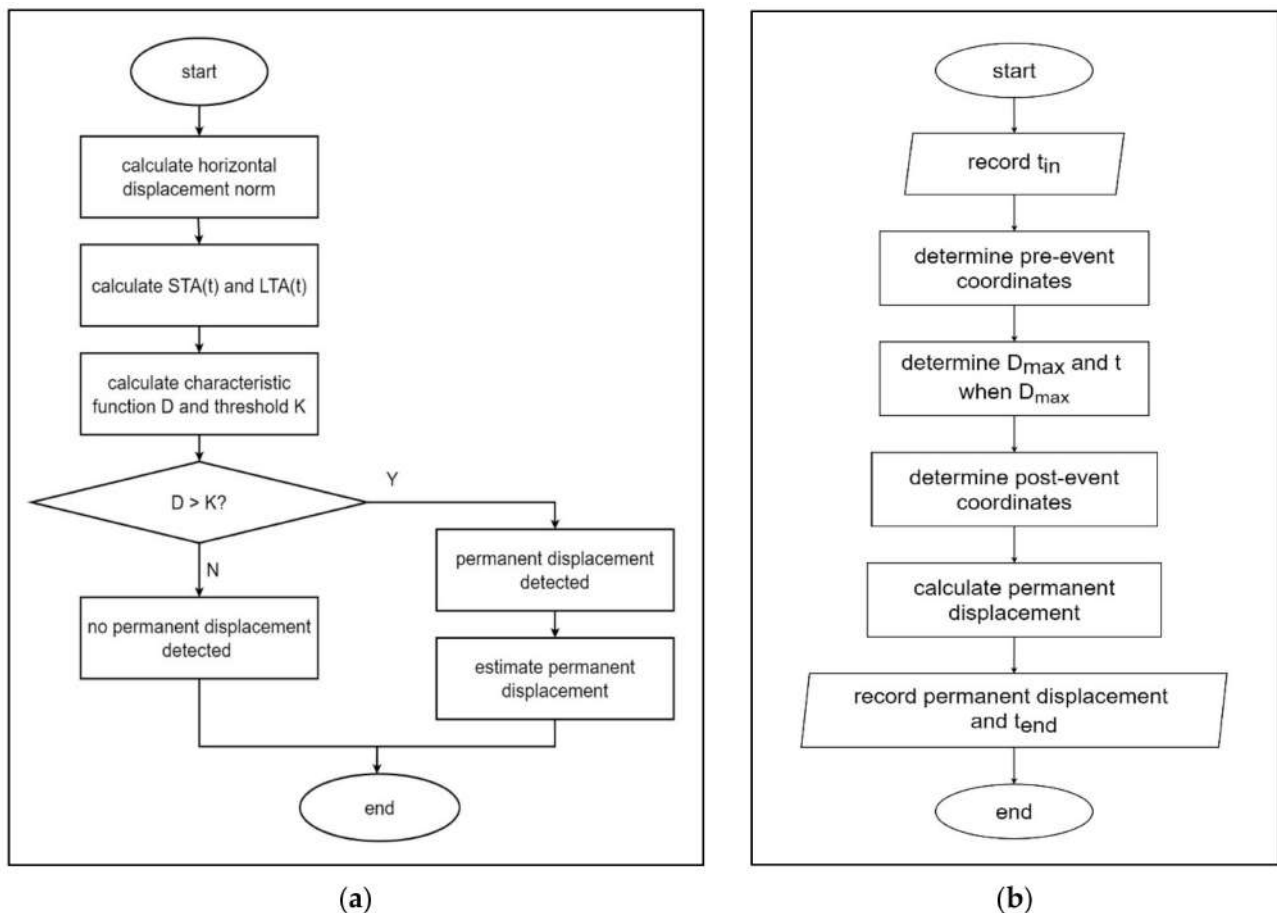 start
calculate horizontal
displacement norm
calculate STA(t) and LTA(t)
calculate characteristic
function D and threshold K
D > K?
Y
N
permanent displacement
detected
no permanent displacement
detected
estimate permanent
displacement
end
(a)
start
record tin
determine pre-event
coordinates
determine Dmax and t
when Dmax
determine post-event
coordinates
calculate permanent
displacement
record permanent displacement
and tend
end
(b)